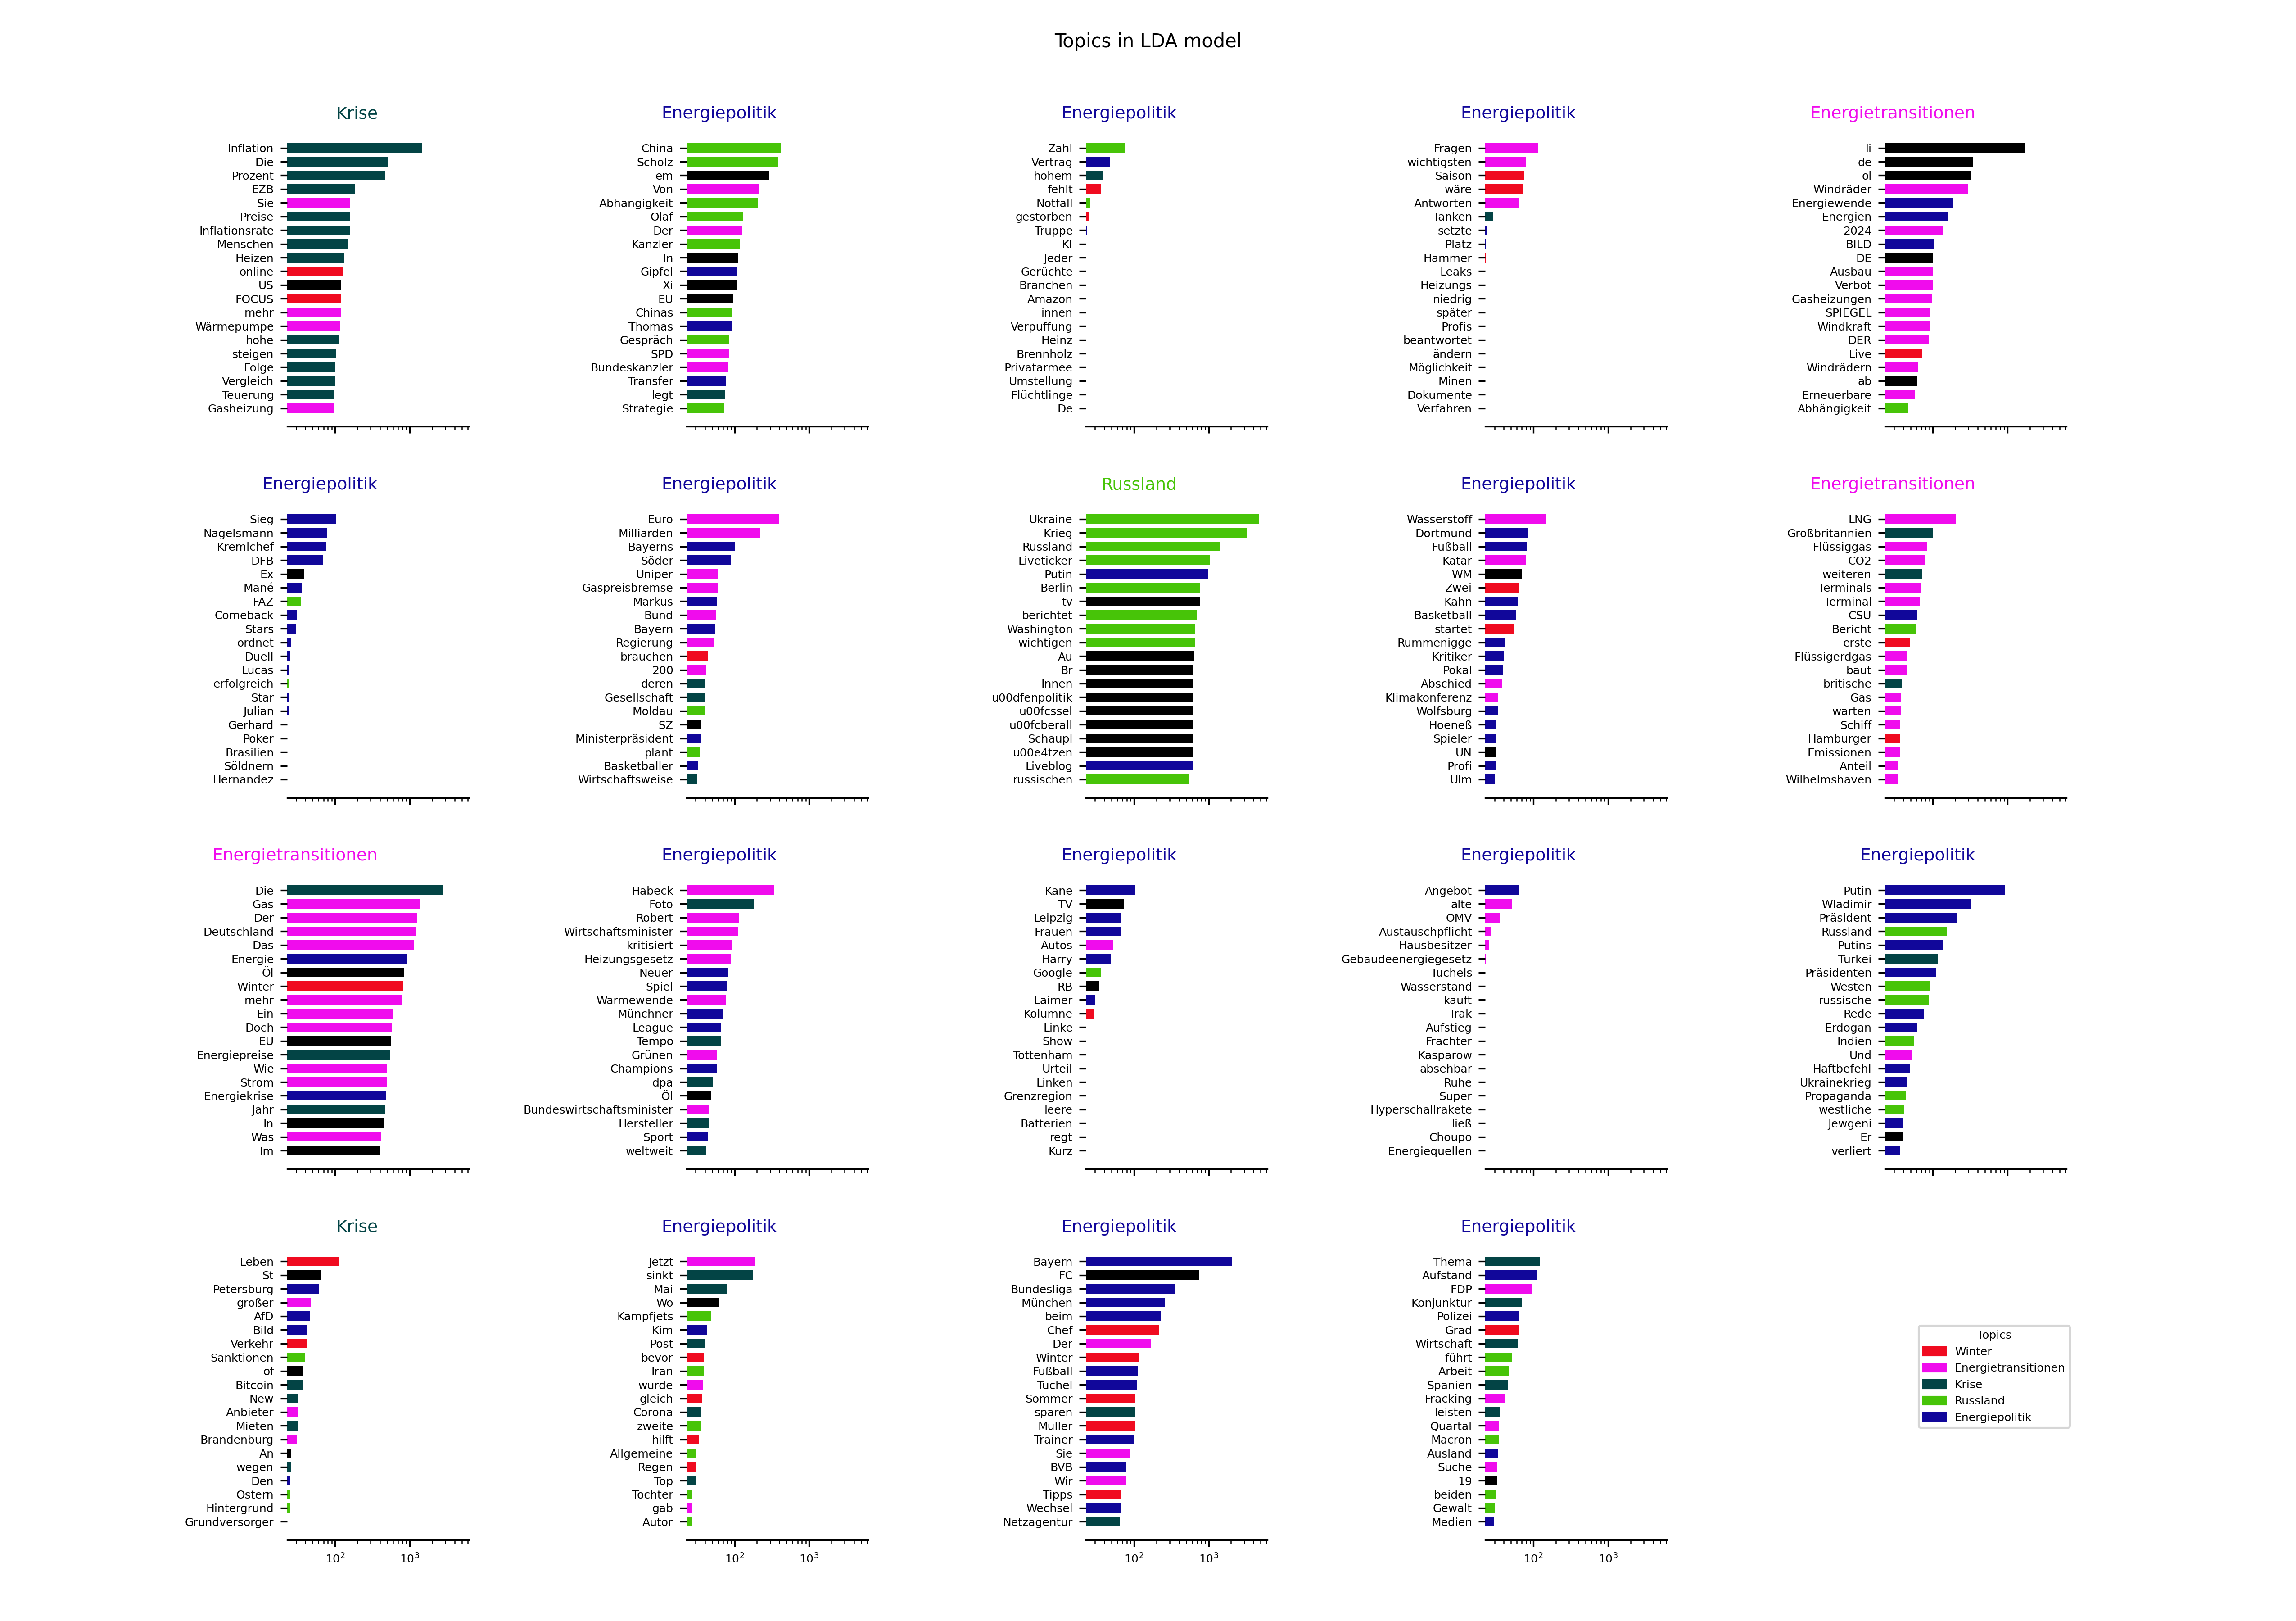 Topics in LDA model
Krise
Inflation
Die
Prozent
EZB
Sie
Preise
Inflationsrate
Menschen
Heizen
online
US
FOCUS
mehr
Wärmepumpe
hohe
steigen
Folge
Vergleich
Teuerung
Gasheizung
Energiepolitik
China
Scholz
em
Von
Abhängigkeit
Olaf
Der
Kanzler
In
Gipfel
Xi
EU
Chinas
Thomas
Gespräch
SPD
Bundeskanzler
Transfer
legt
Strategie
Energiepolitik
Zahl
Vertrag
hohem
fehlt
Notfall
gestorben
Truppe
KI
Jeder
Gerüchte
Branchen
Amazon
innen
Verpuffung
Heinz
Brennholz
Privatarmee
Umstellung
Flüchtlinge
De
Energiepolitik
Fragen
wichtigsten
Saison
wäre
Antworten
Tanken
setzte
Platz
Hammer
Leaks
Heizungs
niedrig
später
Profis
beantwortet
ändern
Möglichkeit
Minen
Dokumente
Verfahren
Energietransitionen
li
de
ol
Windräder
Energiewende
Energien
2024
BILD
DE
Ausbau
Verbot
Gasheizungen
SPIEGEL
Windkraft
DER
Live
Windrädern
ab
Erneuerbare
Abhängigkeit
Energiepolitik
Sieg
Nagelsmann
Kremlchef
DFB
Ex
Mané
FAZ
Comeback
Stars
ordnet
Duell
Lucas
erfolgreich
Star
Julian
Gerhard
Poker
Brasilien
Söldnern
Hernandez
Energiepolitik
Euro
Milliarden
Bayerns
Söder
Uniper
Gaspreisbremse
Markus
Bund
Bayern
Regierung
brauchen
200
deren
Gesellschaft
Moldau
SZ
Ministerpräsident
plant
Basketballer
Wirtschaftsweise
Russland
Ukraine
Krieg
Russland
Liveticker
Putin
Berlin
tv
berichtet
Washington
wichtigen
Au
Br
Innen
u00dfenpolitik
u00fcssel
u00fcberall
Schaupl
u00e4tzen
Liveblog
russischen
Energiepolitik
Wasserstoff
Dortmund
Fußball
Katar
WM
Zwei
Kahn
Basketball
startet
Rummenigge
Kritiker
Pokal
Abschied
Klimakonferenz
Wolfsburg
Hoeneß
Spieler
UN
Profi
Ulm
Energietransitionen
LNG
Großbritannien
Flüssiggas
CO2
weiteren
Terminals
Terminal
CSU
Bericht
erste
Flüssigerdgas
baut
britische
Gas
warten
Schiff
Hamburger
Emissionen
Anteil
Wilhelmshaven
Energietransitionen
Die
Gas
Der
Deutschland
Das
Energie
Öl
Winter
mehr
Ein
Doch
EU
Energiepreise
Wie
Strom
Energiekrise
Jahr
In
Was
Im
Energiepolitik
Habeck
Foto
Robert
Wirtschaftsminister
kritisiert
Heizungsgesetz
Neuer
Spiel
Wärmewende
Münchner
League
Tempo
Grünen
Champions
dpa
Öl
Bundeswirtschaftsminister
Hersteller
Sport
weltweit
Energiepolitik
Kane
TV
Leipzig
Frauen
Autos
Harry
Google
RB
Laimer
Kolumne
Linke
Show
Tottenham
Urteil
Linken
Grenzregion
leere
Batterien
regt
Kurz
Energiepolitik
Angebot
alte
OMV
Austauschpflicht
Hausbesitzer
Gebäudeenergiegesetz
Tuchels
Wasserstand
kauft
Irak
Aufstieg
Frachter
Kasparow
absehbar
Ruhe
Super
Hyperschallrakete
ließ
Choupo
Energiequellen
Energiepolitik
Putin
Wladimir
Präsident
Russland
Putins
Türkei
Präsidenten
Westen
russische
Rede
Erdogan
Indien
Und
Haftbefehl
Ukrainekrieg
Propaganda
westliche
Jewgeni
Er
verliert
Krise
Leben
St
Petersburg
großer
AfD
Bild
Verkehr
Sanktionen
of
Bitcoin
New
Anbieter
Mieten
Brandenburg
An
wegen
Den
Ostern
Hintergrund
Grundversorger
10² 10³
Energiepolitik
Jetzt
sinkt
Mai
Wo
Kampfjets
Kim
Post
bevor
Iran
wurde
gleich
Corona
zweite
hilft
Allgemeine
Regen
Top
Tochter
gab
Autor
10² 10³
Energiepolitik
Bayern
FC
Bundesliga
München
beim
Chef
Der
Winter
Fußball
Tuchel
Sommer
sparen
Müller
Trainer
Sie
BVB
Wir
Tipps
Wechsel
Netzagentur
10² 10³
Energiepolitik
Thema
Aufstand
FDP
Konjunktur
Polizei
Grad
Wirtschaft
führt
Arbeit
Spanien
Fracking
leisten
Quartal
Macron
Ausland
Suche
19
beiden
Gewalt
Medien
10² 10³
Topics
Winter
Energietransitionen
Krise
Russland
Energiepolitik